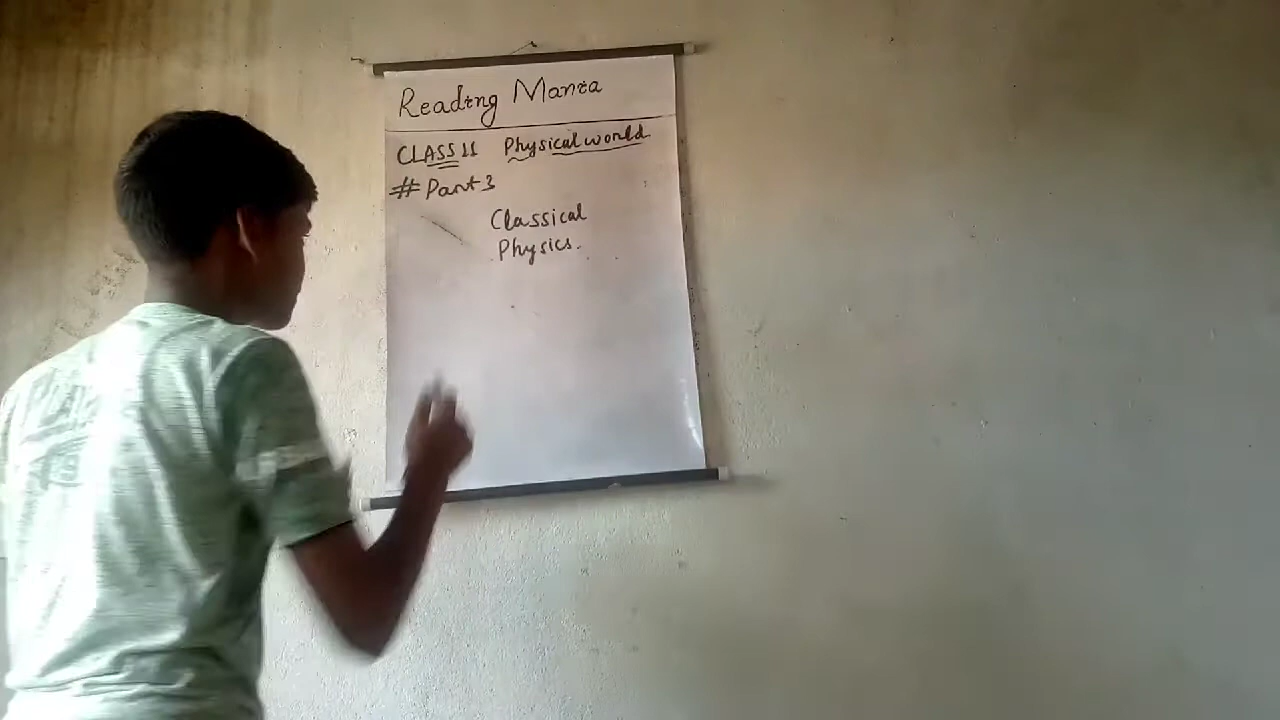 Reading Mania
CLASS 11 Physical world
# Part 3
Classical
Physics.